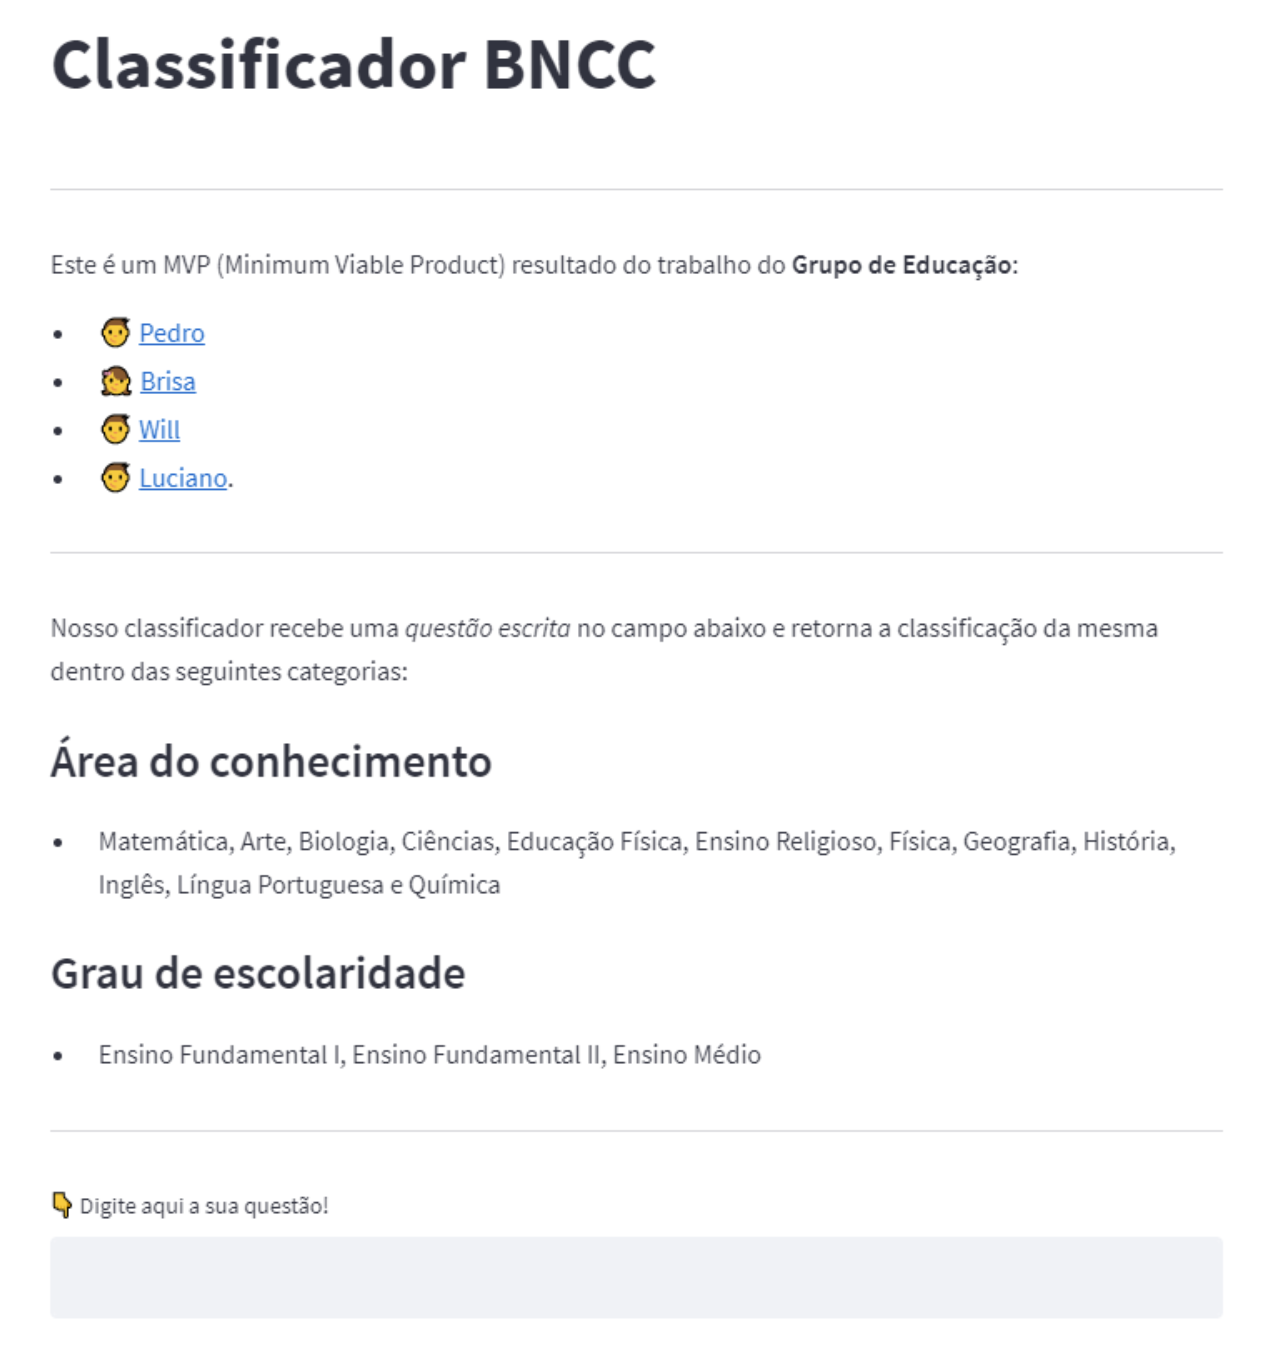 Classificador BNCC
Este é um MVP (Minimum Viable Product) resultado do trabalho do Grupo de Educação:
Pedro
Brisa
Will
Luciano.
Nosso classificador recebe uma questão escrita no campo abaixo e retorna a classificação da mesma
dentro das seguintes categorias:
Área do conhecimento
Matemática, Arte, Biologia, Ciências, Educação Física, Ensino Religioso, Física, Geografia, História,
Inglês, Língua Portuguesa e Química
Grau de escolaridade
Ensino Fundamental I, Ensino Fundamental II, Ensino Médio
Digite aqui a sua questão!